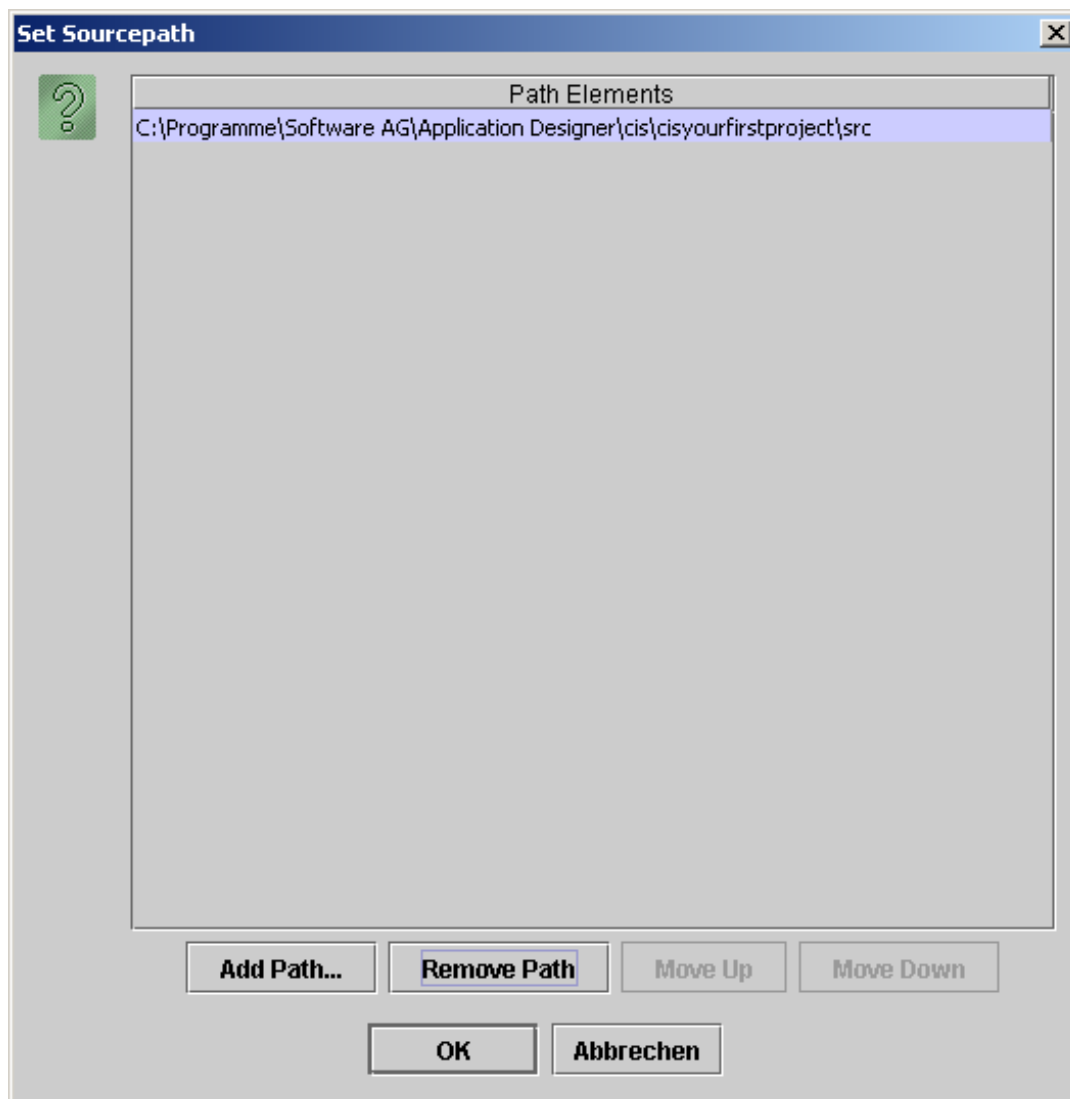 Set Sourcepath
Path Elements
C:\Programme\Software AG\Application Designer\cis\cisyourfirstproject\src
Add Path... Remove Path Move Up Move Down
OK Abbrechen